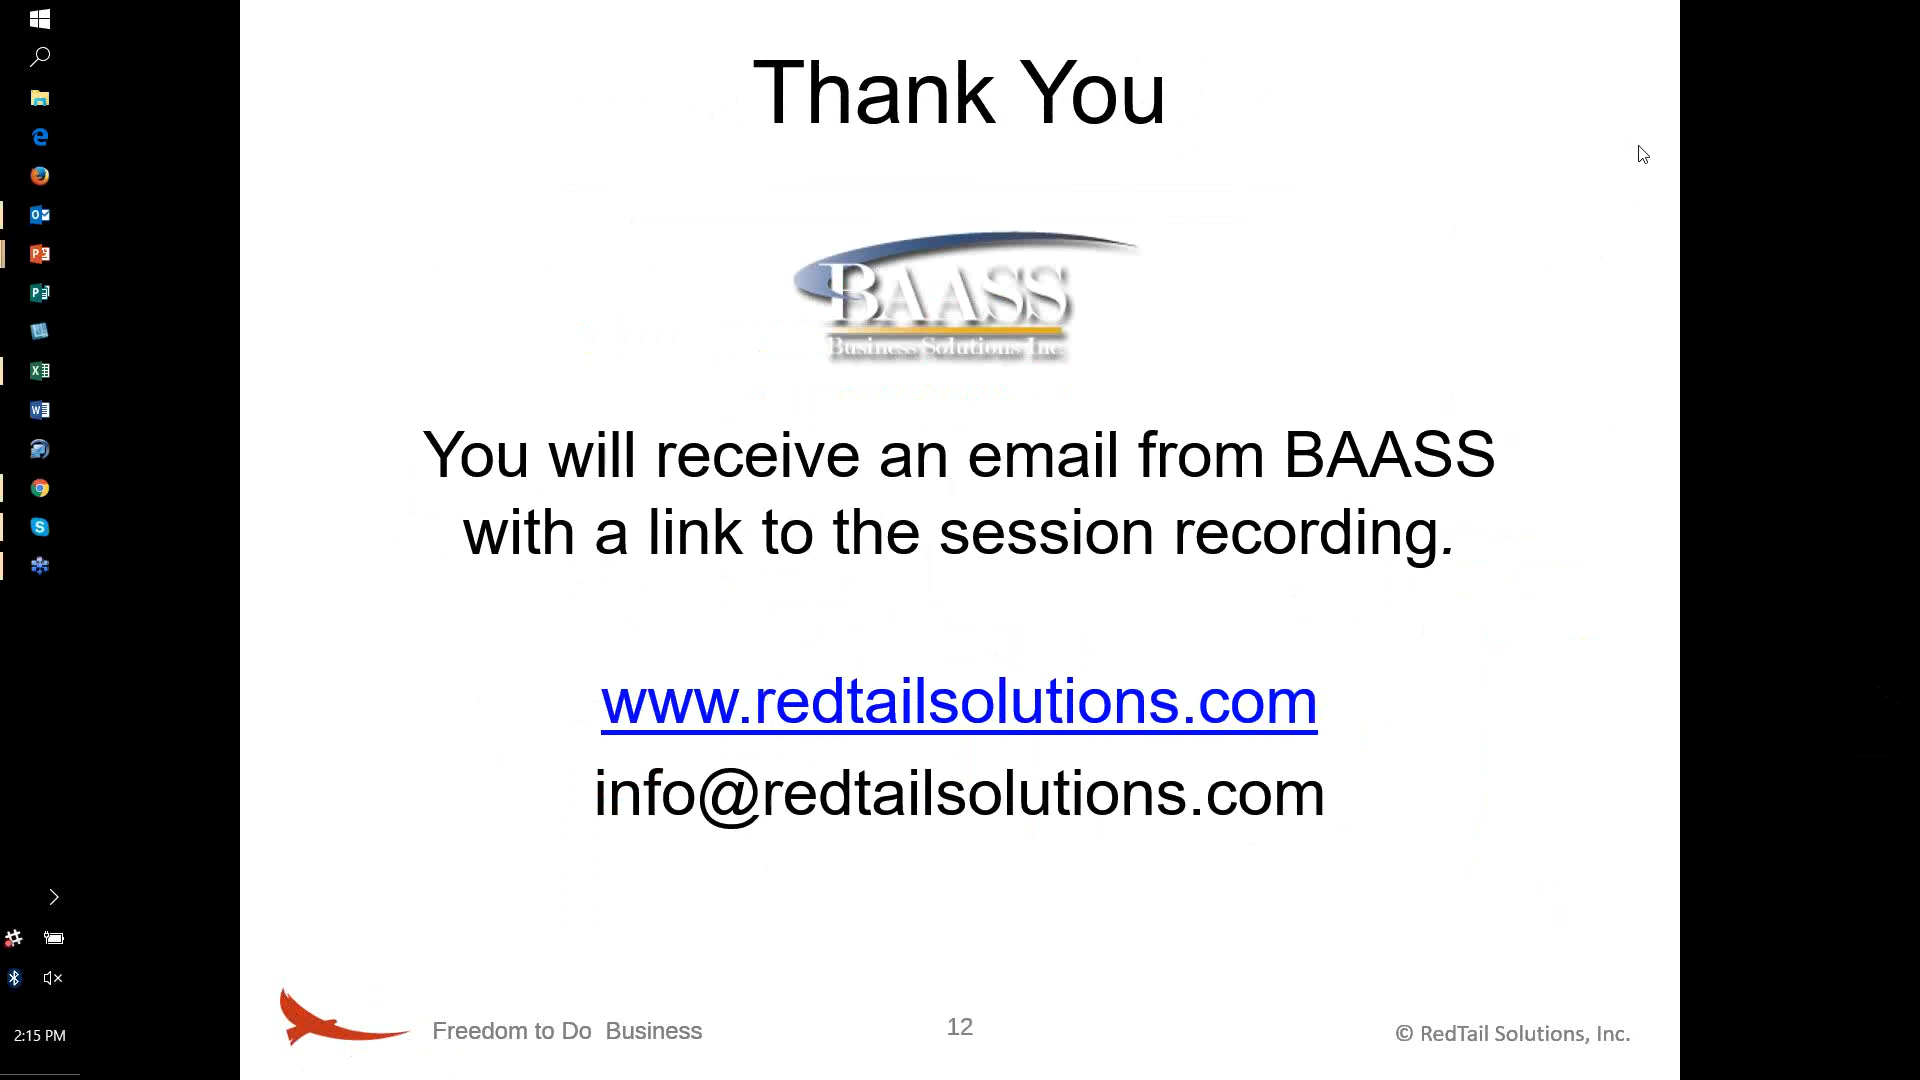 Thank You
BAASS
Business Solutions Inc.
You will receive an email from BAASS
with a link to the session recording.
www.redtailsolutions.com
info@redtailsolutions.com
Freedom to Do  Business
12
© RedTail Solutions, Inc.
2:15 PM